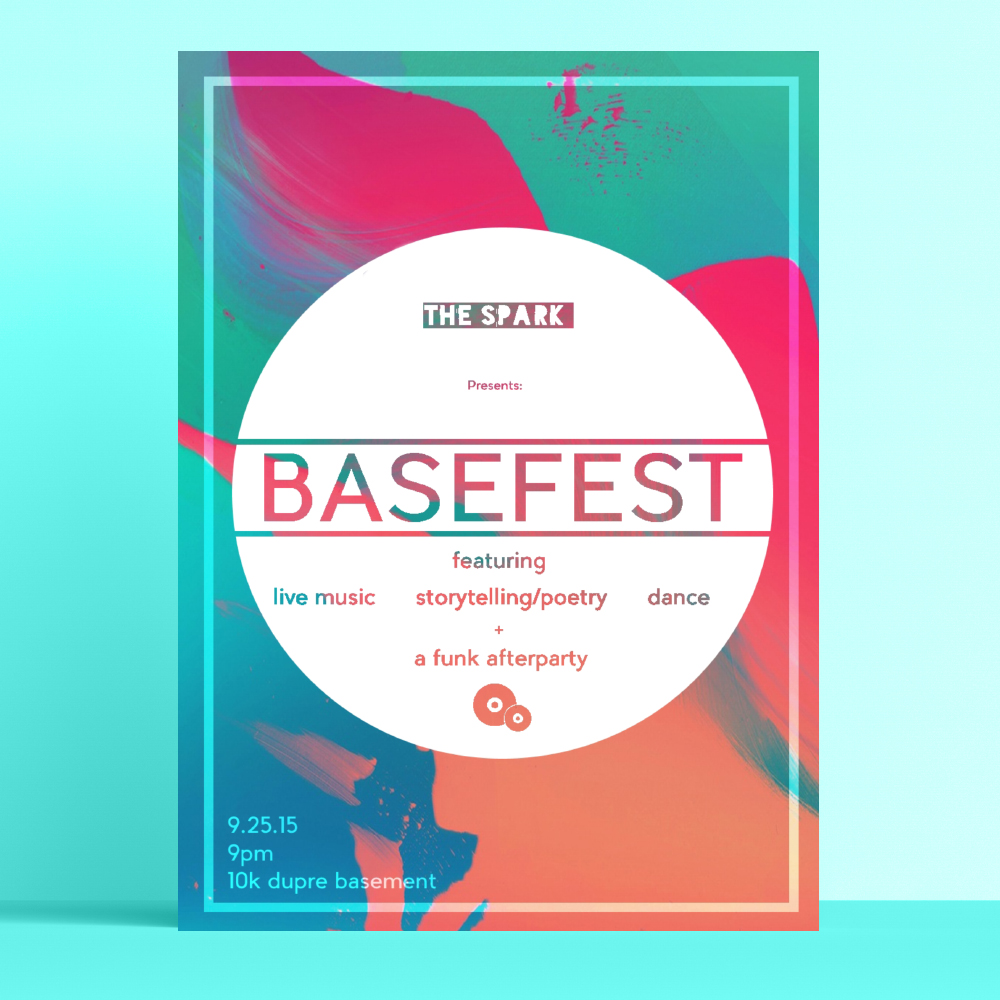 THE SPARK
Presents:
BASEFEST
featuring
live music storytelling/poetry dance
+
a funk afterparty
9.25.15
9pm
10k dupre basement